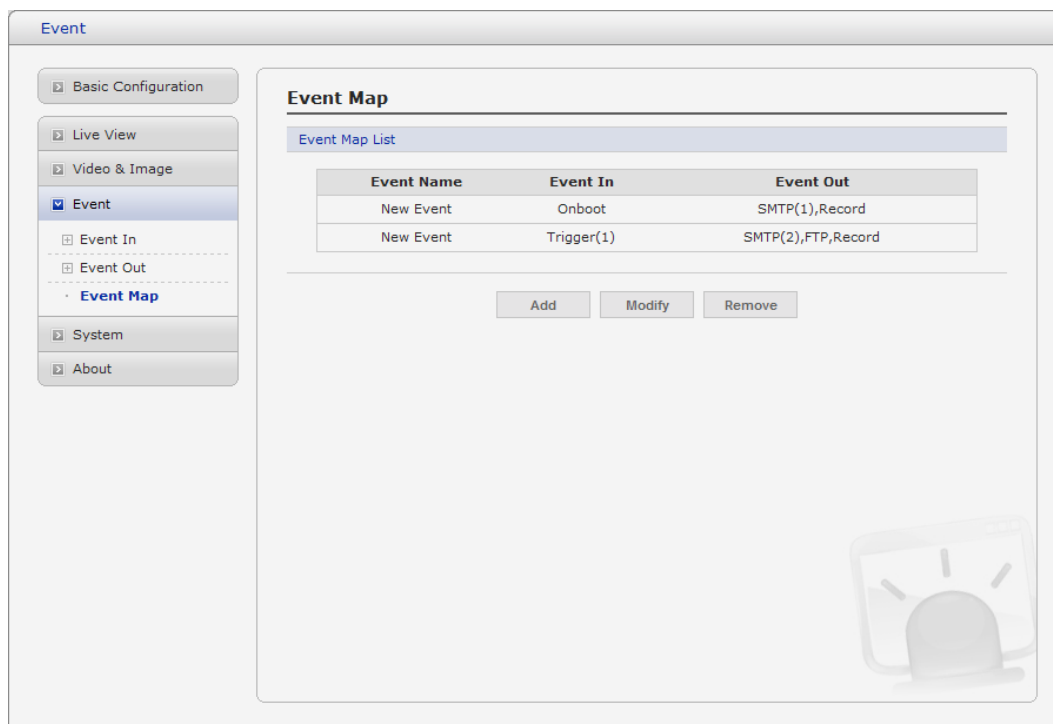 Event
Basic Configuration
Live View
Video & Image
Event
Event In
Event Out
Event Map
System
About
Event Map
Event Map List
Event Name Event In Event Out
New Event Onboot SMTP(1),Record
New Event Trigger(1) SMTP(2),FTP,Record
Add Modify Remove